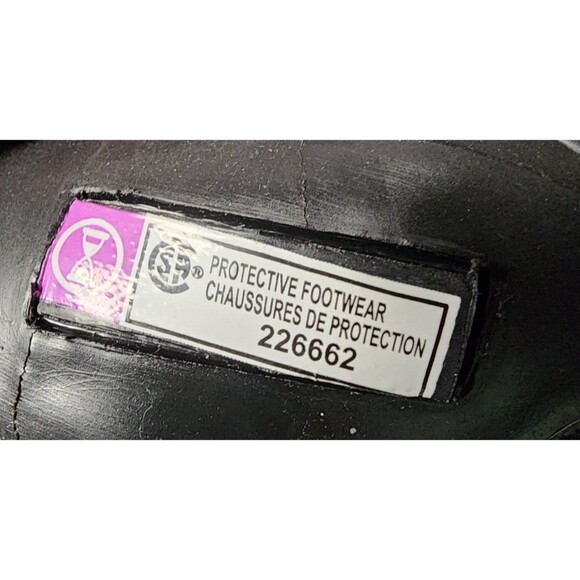 CSA® PROTECTIVE FOOTWEAR
CHAUSSURES DE PROTECTION
226662